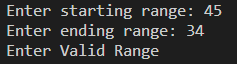 Enter starting range: 45
Enter ending range: 34
Enter Valid Range